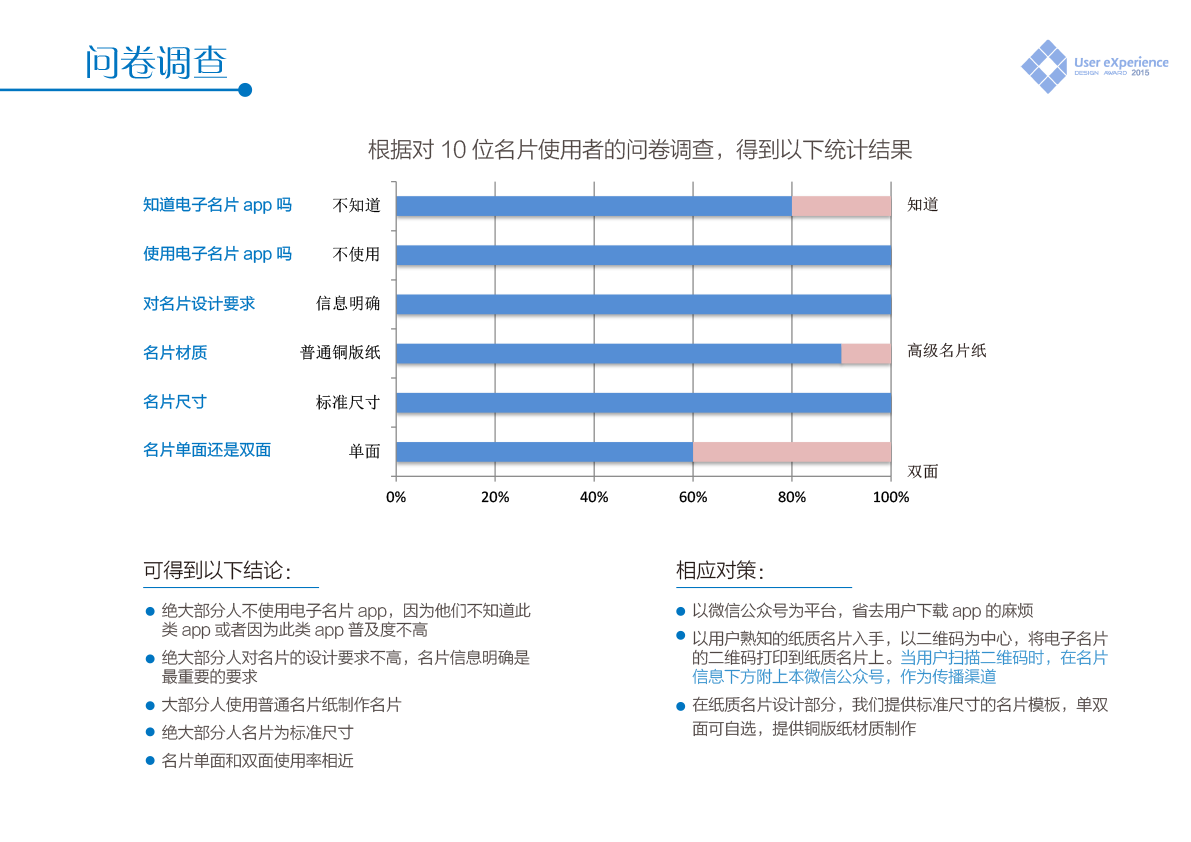 问卷调查
User eXperience
DESIGN AWARD 2015
根据对 10 位名片使用者的问卷调查，得到以下统计结果
知道电子名片 app 吗 不知道 知道
使用电子名片 app 吗 不使用
对名片设计要求 信息明确
名片材质 普通铜版纸 高级名片纸
名片尺寸 标准尺寸
名片单面还是双面 单面 双面
0% 20% 40% 60% 80% 100%
可得到以下结论：
绝大部分人不使用电子名片 app，因为他们不知道此
类 app 或者因为此类 app 普及度不高
绝大部分人对名片的设计要求不高，名片信息明确是
最重要的要求
大部分人使用普通名片纸制作名片
绝大部分人名片为标准尺寸
名片单面和双面使用率相近
相应对策：
以微信公众号为平台，省去用户下载 app 的麻烦
以用户熟知的纸质名片入手，以二维码为中心，将电子名片
的二维码打印到纸质名片上。当用户扫描二维码时，在名片
信息下方附上本微信公众号，作为传播渠道
在纸质名片设计部分，我们提供标准尺寸的名片模板，单双
面可自选，提供铜版纸材质制作